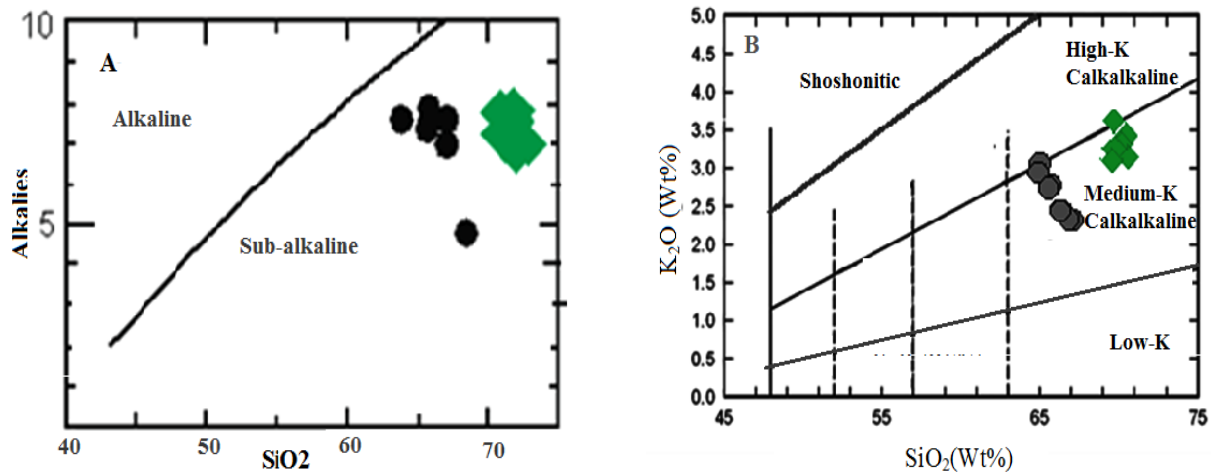 A
Alkaline
Sub-alkaline
Alkalies
10
5
40
50
60
70
SiO2
B
Shoshonitic
High-K
Calkalkaline
Medium-K
Calkalkaline
Low-K
K₂O (Wt%)
5.0
4.5
4.0
3.5
3.0
2.5
2.0
1.5
1.0
0.5
0.0
45
55
65
75
SiO₂(Wt%)